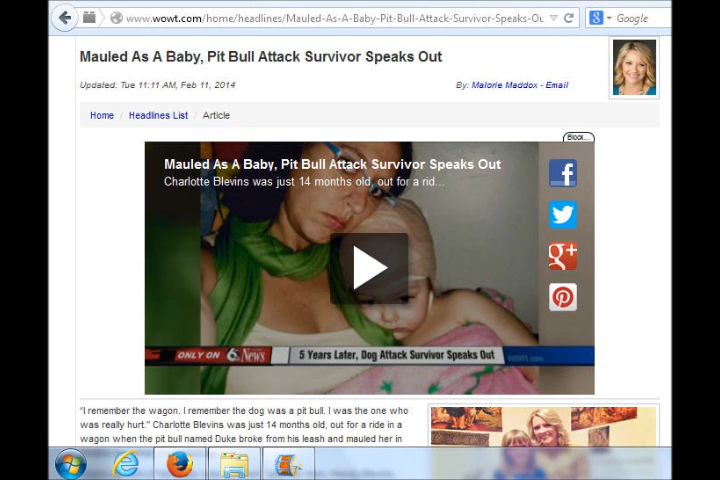 www.wowt.com/home/headlines/Mauled-As-A-Baby-Pit-Bull-Attack-Survivor-Speaks-Ou
Google
Mauled As A Baby, Pit Bull Attack Survivor Speaks Out
Updated: Tue 11:11 AM, Feb 11, 2014
By: Malorie Maddox - Email
Home / Headlines List / Article
Block...
Mauled As A Baby, Pit Bull Attack Survivor Speaks Out
Charlotte Blevins was just 14 months old, out for a rid...
ONLY ON 6 News
5 Years Later, Dog Attack Survivor Speaks Out
WOWT.com
"I remember the wagon. I remember the dog was a pit bull. I was the one who
was really hurt." Charlotte Blevins was just 14 months old, out for a ride in a
wagon when the pit bull named Duke broke from his leash and mauled her in